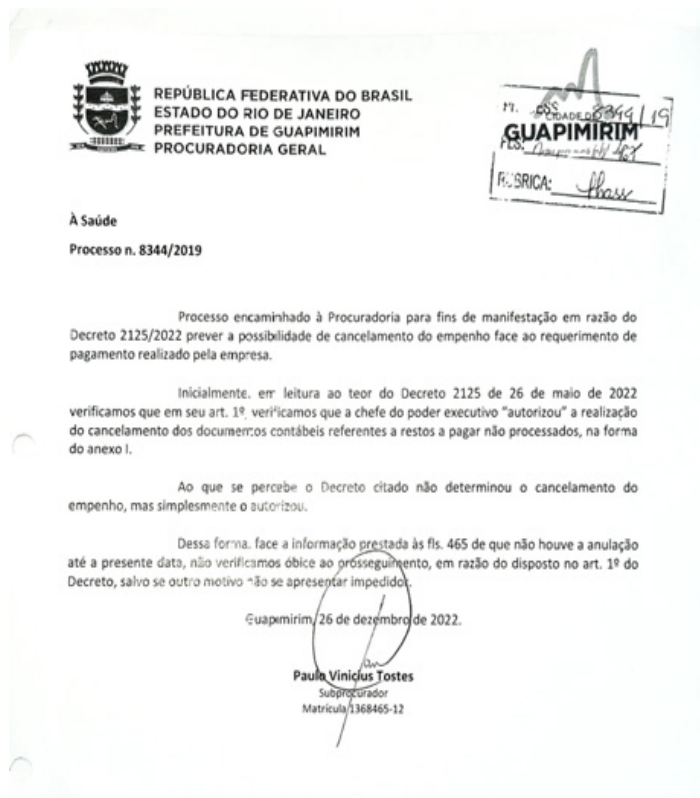 REPÚBLICA FEDERATIVA DO BRASIL
ESTADO DO RIO DE JANEIRO
PREFEITURA DE GUAPIMIRIM
PROCURADORIA GERAL
CIDADE DE
GUAPIMIRIM
FLS:
RUBRICA:
À Saúde
Processo n. 8344/2019
Processo encaminhado à Procuradoria para fins de manifestação em razão do
Decreto 2125/2022 prever a possibilidade de cancelamento do empenho face ao requerimento de
pagamento realizado pela empresa.
Inicialmente, em leitura ao teor do Decreto 2125 de 26 de maio de 2022
verificamos que em seu art. 1º, verificamos que a chefe do poder executivo "autorizou" a realização
do cancelamento dos documentos contábeis referentes a restos a pagar não processados, na forma
do anexo I.
Ao que se percebe o Decreto citado não determinou o cancelamento do
empenho, mas simplesmente o autorizou.
Dessa forma, face a informação prestada às fls. 465 de que não houve a anulação
até a presente data, não verificamos óbice ao prosseguimento, em razão do disposto no art. 1º do
Decreto, salvo se outro motivo não se apresentar impedidor.
Guapimirim, 26 de dezembro de 2022.
Paulo Vinicius Tostes
Subprocurador
Matrícula 1368465-12